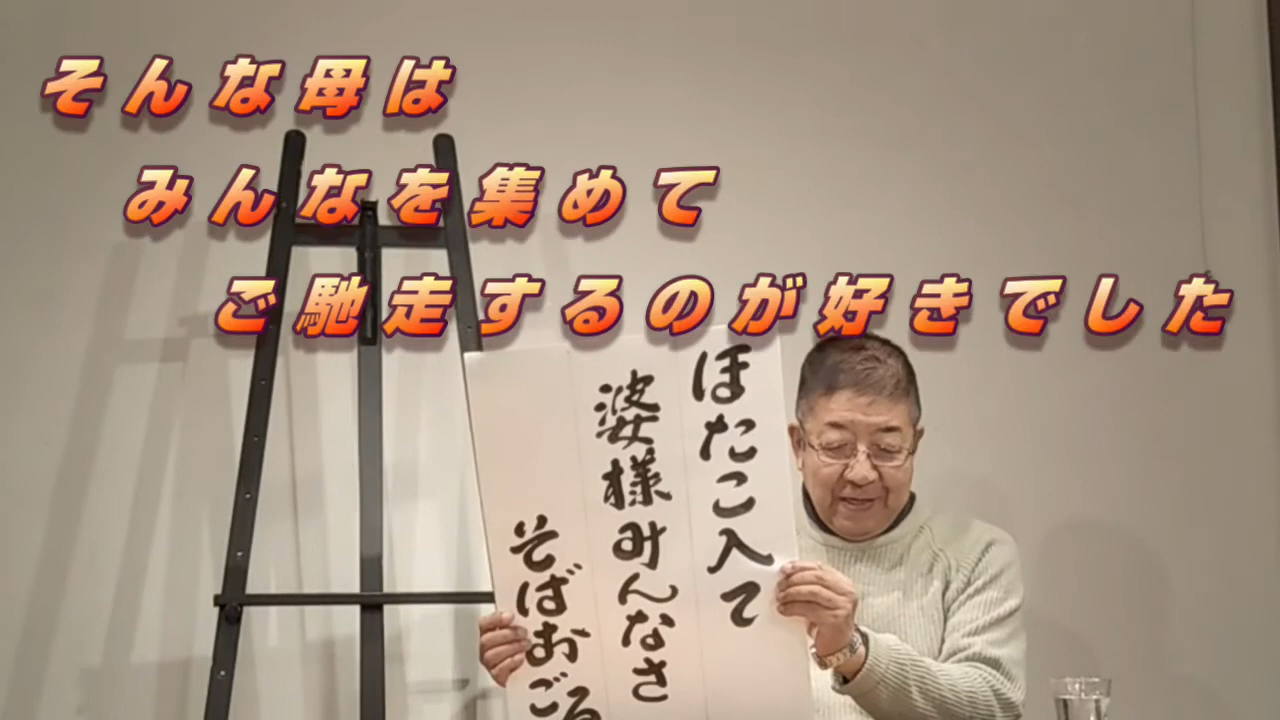 そんな母は
みんなを集めて
ご馳走するのが好きでした
ほたこ入て
婆様みんなさ
そばおごる